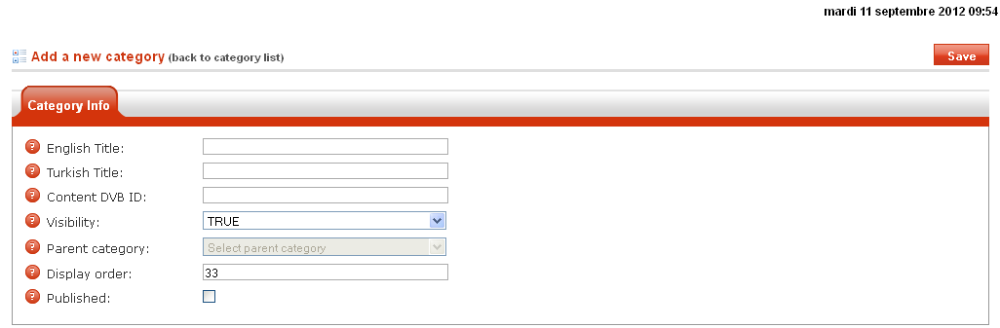 mardi 11 septembre 2012 09:54
Add a new category (back to category list) Save
Category Info
English Title:
Turkish Title:
Content DVB ID:
Visibility: TRUE
Parent category: Select parent category
Display order: 33
Published: